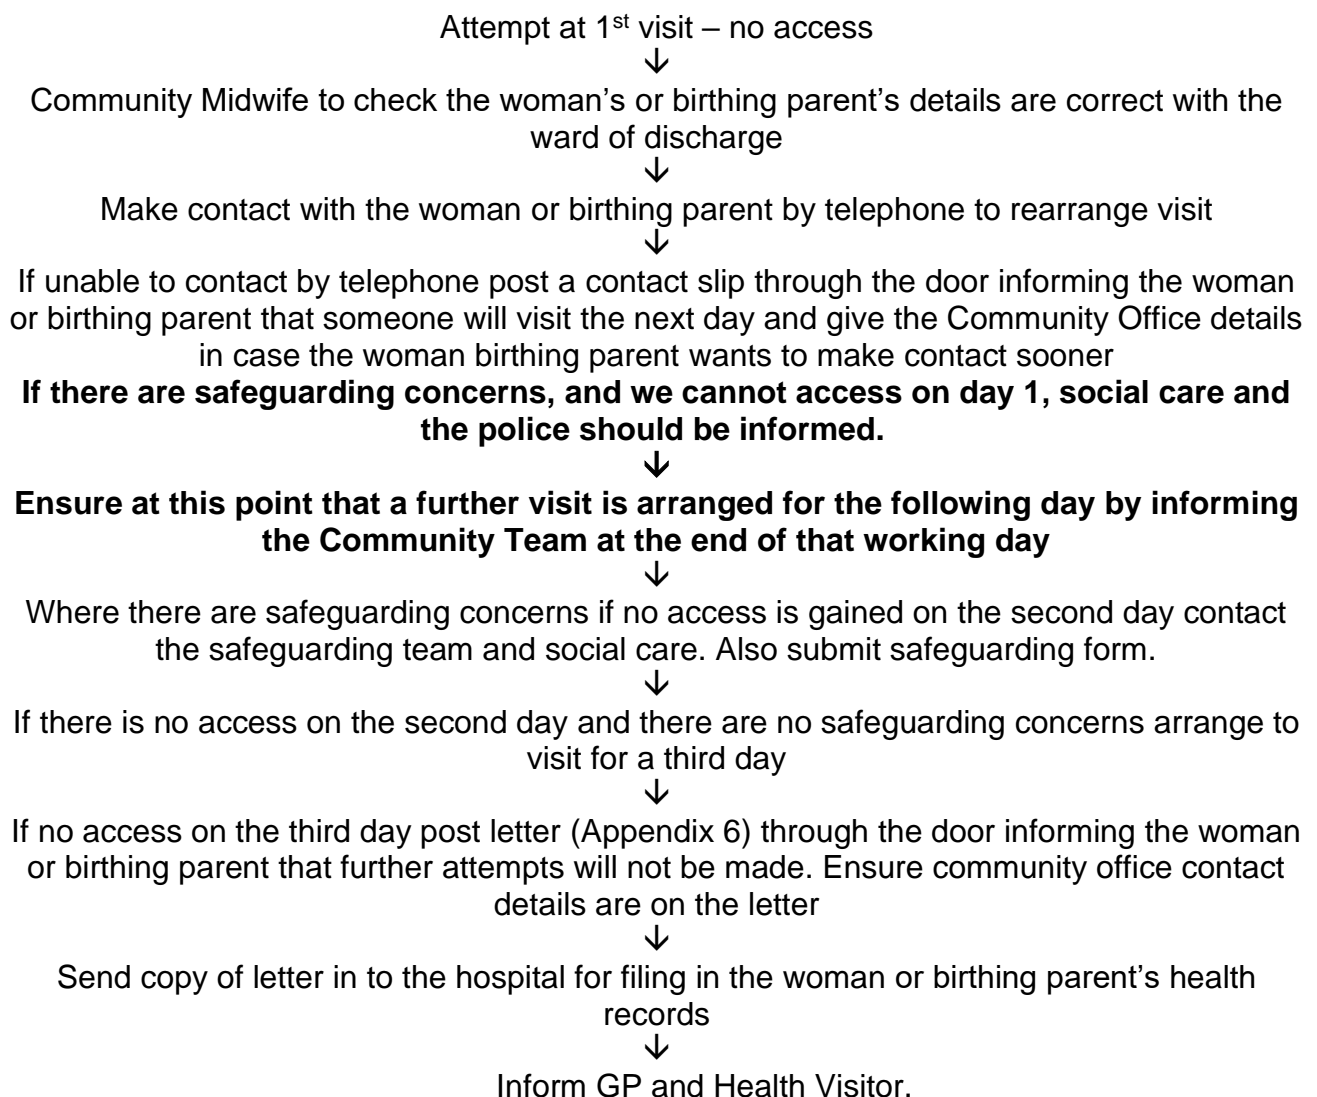 Attempt at 1st visit – no access
↓
Community Midwife to check the woman’s or birthing parent’s details are correct with the
ward of discharge
↓
Make contact with the woman or birthing parent by telephone to rearrange visit
↓
If unable to contact by telephone post a contact slip through the door informing the woman
or birthing parent that someone will visit the next day and give the Community Office details
in case the woman birthing parent wants to make contact sooner
If there are safeguarding concerns, and we cannot access on day 1, social care and
the police should be informed.
↓
Ensure at this point that a further visit is arranged for the following day by informing
the Community Team at the end of that working day
↓
Where there are safeguarding concerns if no access is gained on the second day contact
the safeguarding team and social care. Also submit safeguarding form.
↓
If there is no access on the second day and there are no safeguarding concerns arrange to
visit for a third day
↓
If no access on the third day post letter (Appendix 6) through the door informing the woman
or birthing parent that further attempts will not be made. Ensure community office contact
details are on the letter
↓
Send copy of letter in to the hospital for filing in the woman or birthing parent’s health
records
↓
Inform GP and Health Visitor.